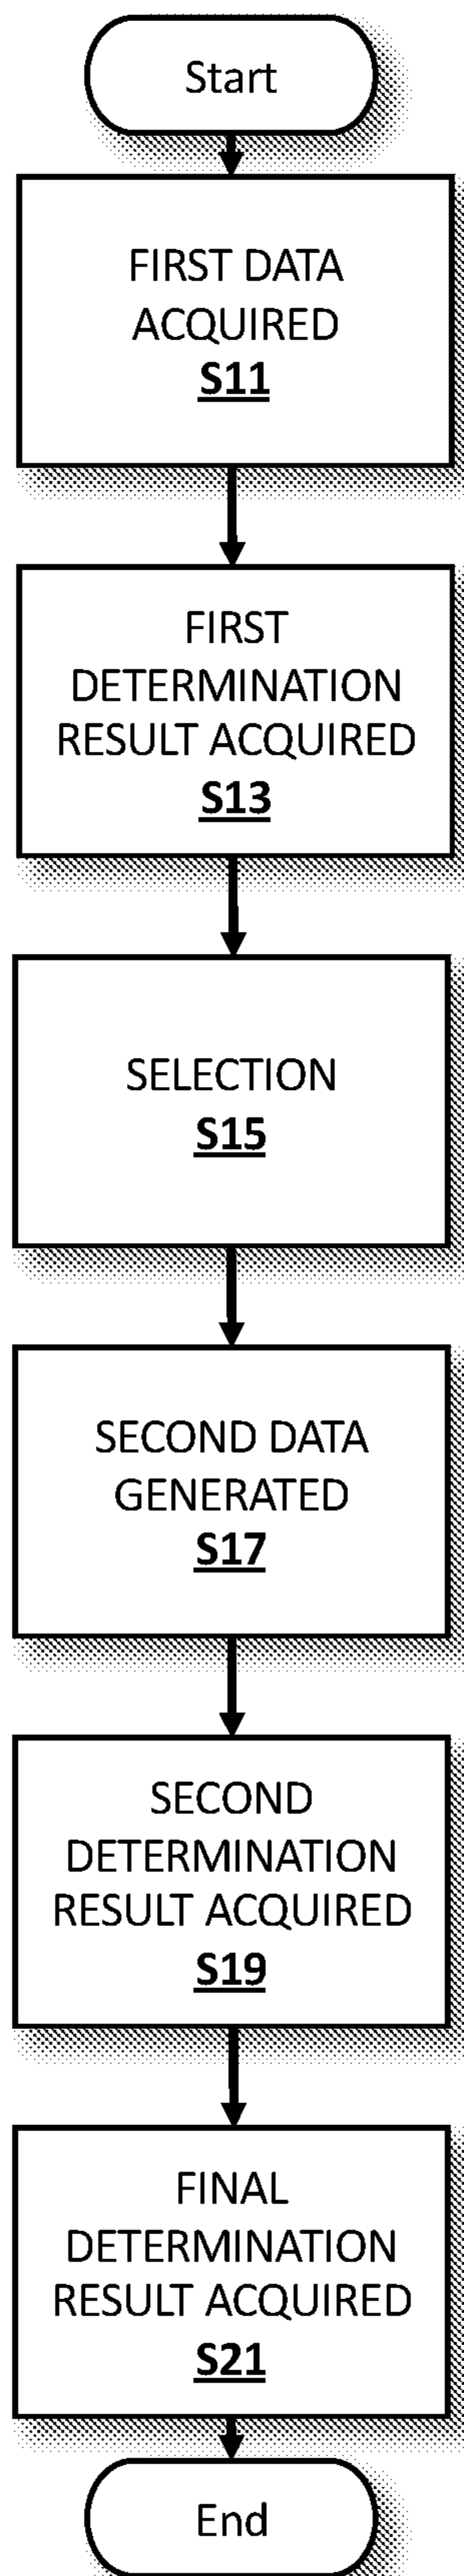 Start
FIRST DATA
ACQUIRED
S11
FIRST
DETERMINATION
RESULT ACQUIRED
S13
SELECTION
S15
SECOND DATA
GENERATED
S17
SECOND
DETERMINATION
RESULT ACQUIRED
S19
FINAL
DETERMINATION
RESULT ACQUIRED
S21
End